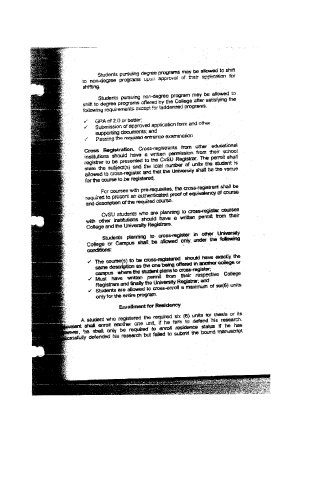 Students pursuing degree programs may be allowed to shift
to non-degree programs upon approval of their application for
shifting.
Students pursuing non-degree program may be allowed to
shift to degree programs offered by the College after satisfying the
following requirements except for laddenized programs:
✓ GPA of 2.0 or better;
✓ Submission of approved application form and other
supporting documents; and
✓ Passing the required entrance examination
Cross Registration. Cross-registrants from other educational
institutions should have a written permission from their school
registrar to be presented to the CvSU Registrar. The permit shall
state the subject(s) and the total number of units the student is
allowed to cross-register and that the University shall be the venue
for the course to be registered.
For courses with pre-requisites, the cross-registrant shall be
required to present an authenticated proof of equivalency of course
and description of the required course.
CvSU students who are planning to cross-register courses
with other institutions should have a written permit from their
College and the University Registrars.
Students planning to cross-register in other University
College or Campus shall be allowed only under the following
conditions:
✓ The course(s) to be cross-registered should have exactly the
same description as the one being offered in another college or
campus where the student plans to cross-register;
✓ Must have written permit from their respective College
Registrars and finally the University Registrar; and
✓ Students are allowed to cross-enroll a maximum of six(6) units
only for the entire program.
Enrollment for Residency
A student who registered the required six (6) units for thesis or its
shall enroll another one unit, if he fails to defend his research.
he shall only be required to enroll residence status if he has
defended his research but failed to submit the bound manuscript